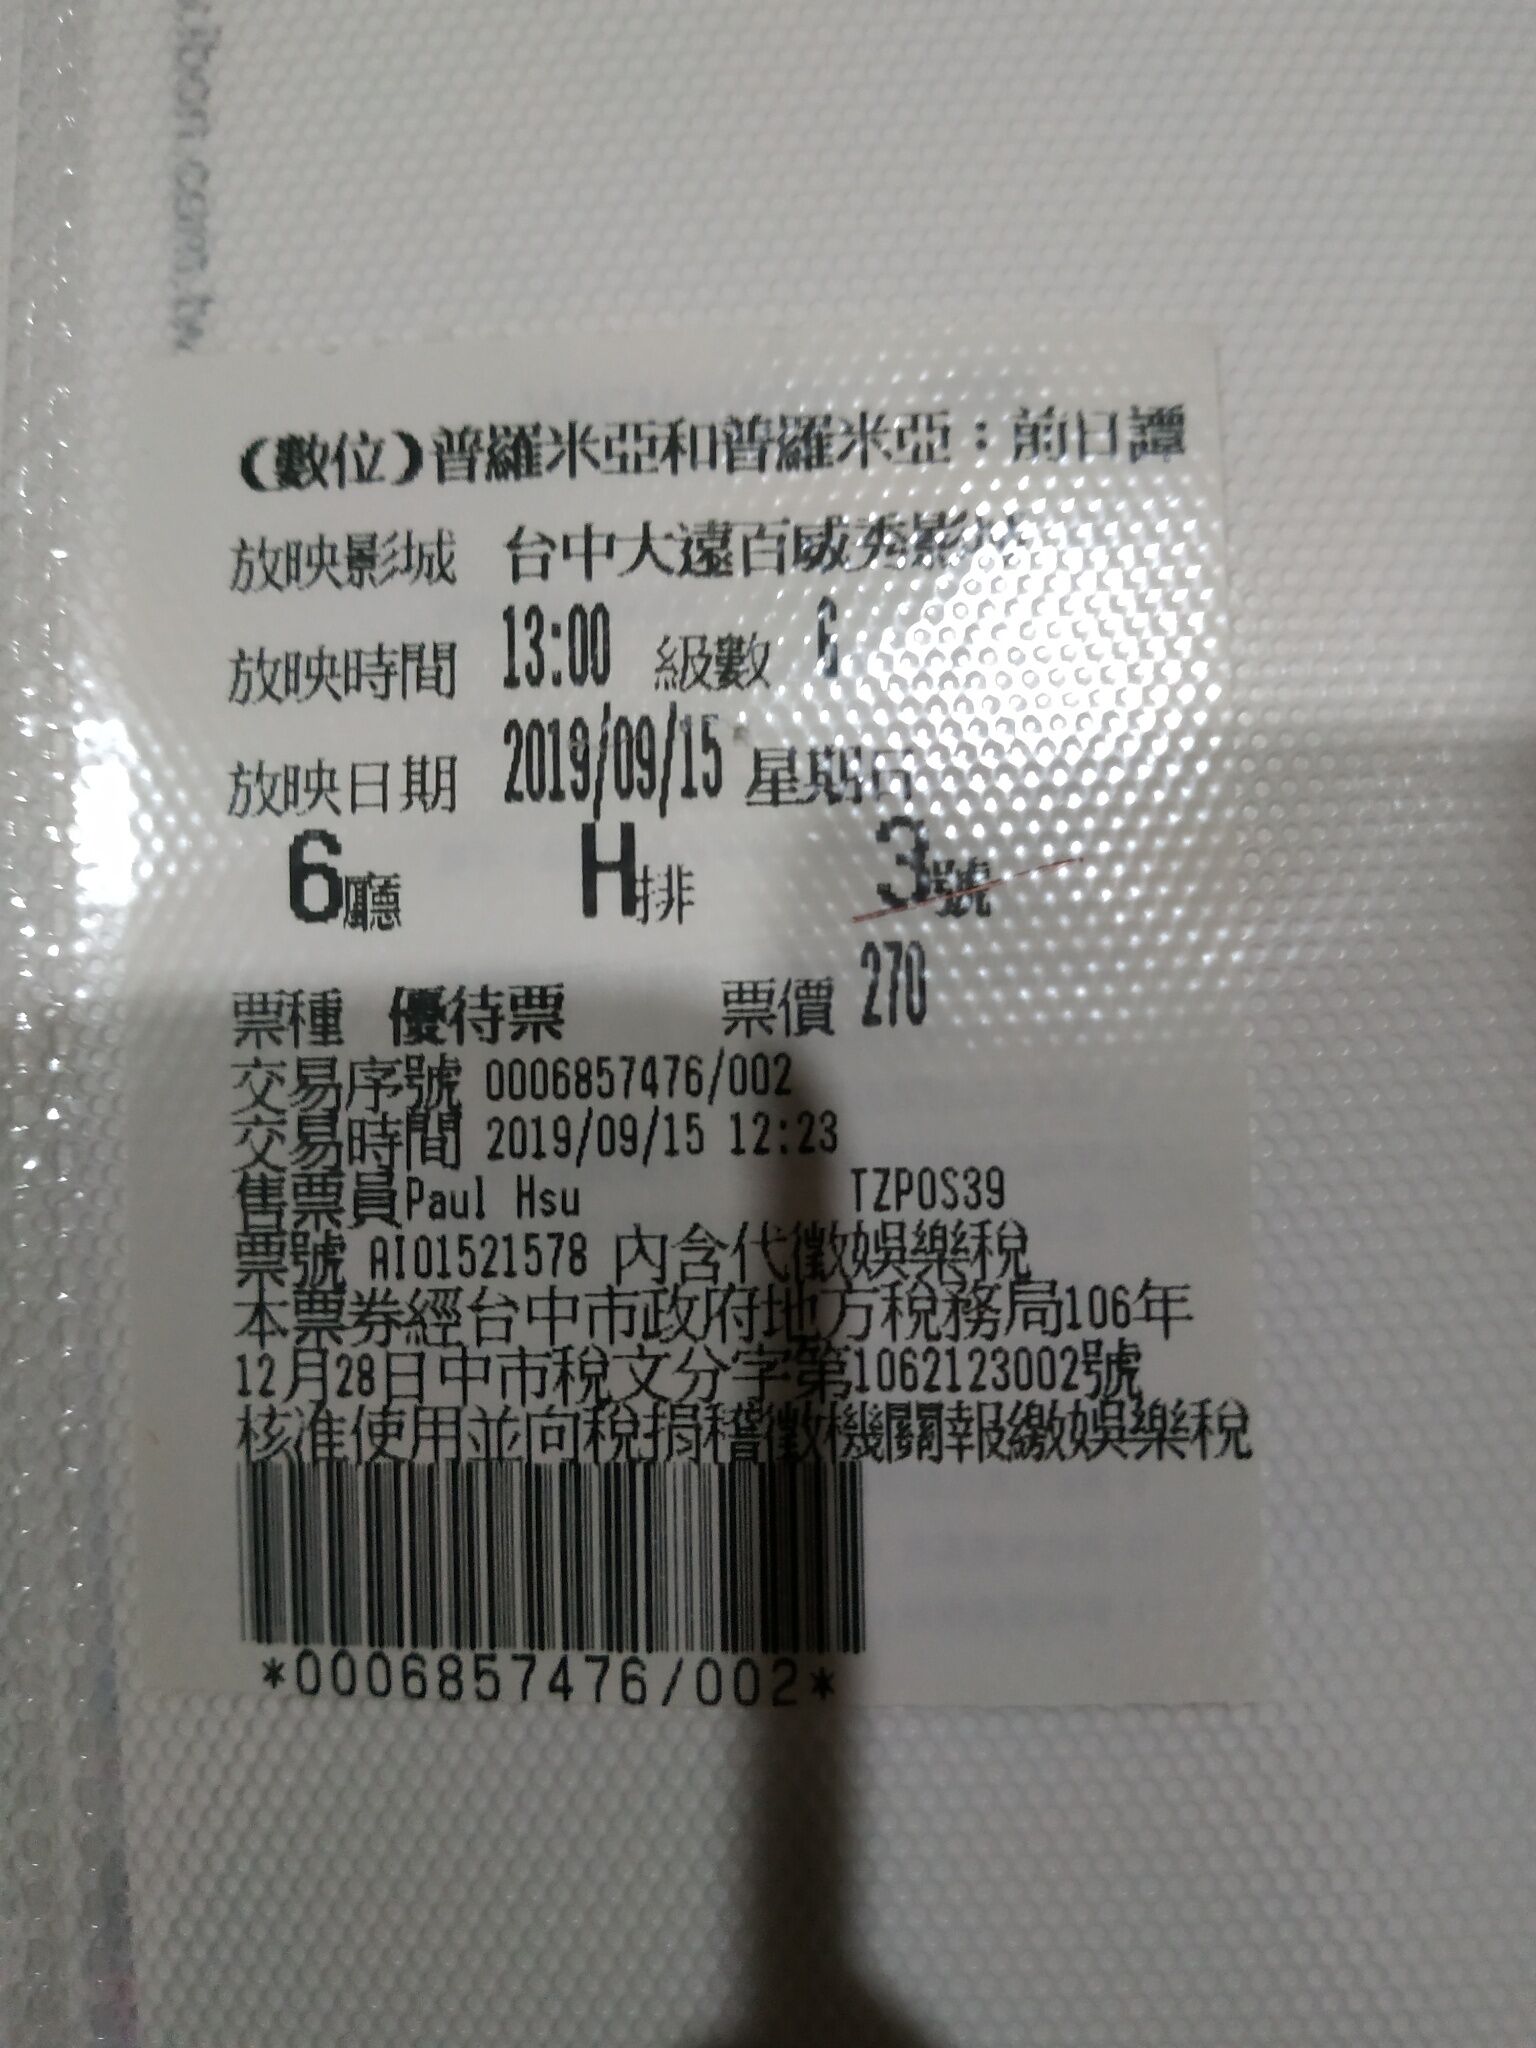 ibon.com.tw
(數位)普羅米亞和普羅米亞：前日譚
放映影城 台中大遠百威秀影城
放映時間 13:00 級數 6
放映日期 2019/09/15 星期日
6廳 H排 3號
票種 優待票 票價 270
交易序號 0006857476/002
交易時間 2019/09/15 12:23
售票員Paul Hsu TZPOS39
票號 AI01521578 內含代徵娛樂稅
本票券經台中市政府地方稅務局106年
12月28日中市稅文分字第1062123002號
核准使用並向稅捐稽徵機關報繳娛樂稅
*0006857476/002*